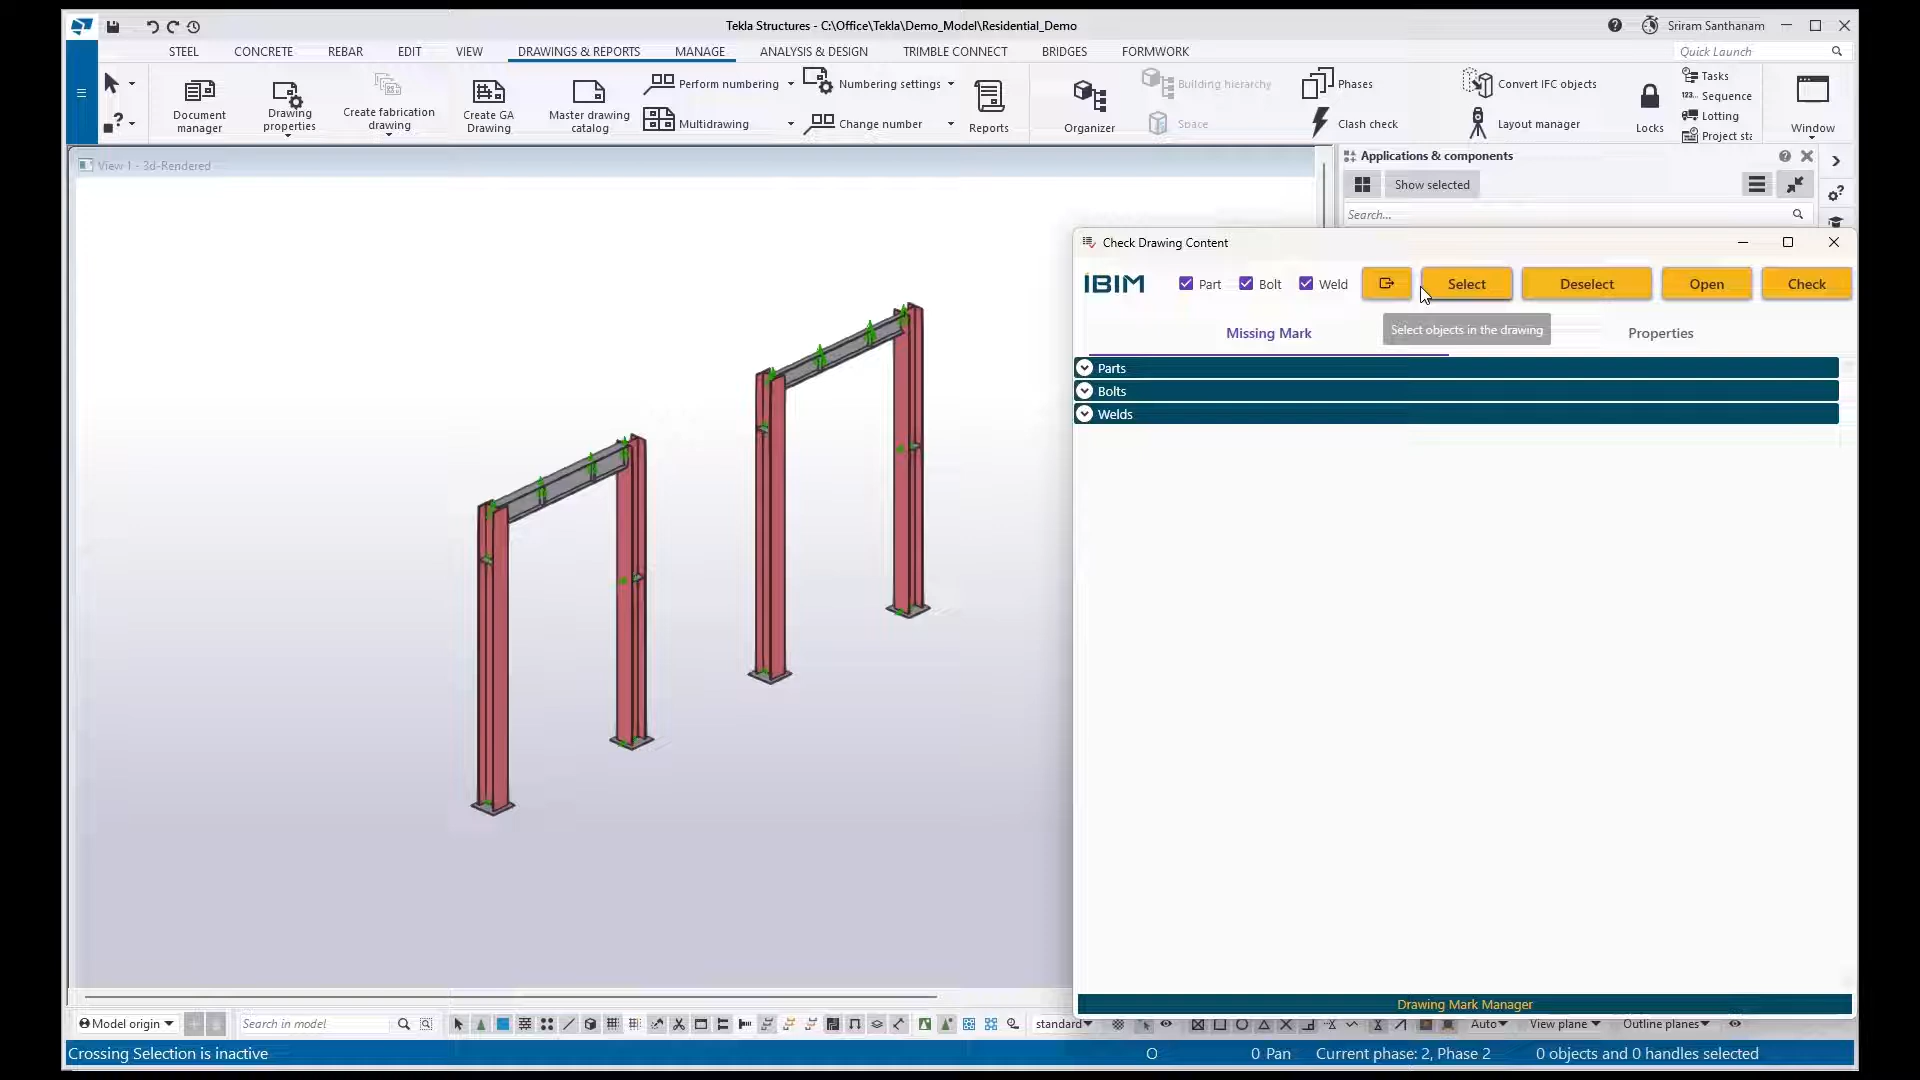 Tekla Structures - C:\Office\Tekla\Demo_Model\Residential_Demo
Sriram Santhanam
STEEL CONCRETE REBAR EDIT VIEW DRAWINGS & REPORTS MANAGE ANALYSIS & DESIGN TRIMBLE CONNECT BRIDGES FORMWORK
Quick Launch
Document manager
Drawing properties
Create fabrication drawing
Create GA Drawing
Master drawing catalog
Perform numbering
Multidrawing
Numbering settings
Change number
Reports
Organizer
Building hierarchy
Space
Phases
Clash check
Convert IFC objects
Layout manager
Locks
Tasks
123... Sequence
Lotting
Project sta
Window
View 1 - 3d-Rendered
Applications & components
Show selected
Search...
Check Drawing Content
iBIM
Part Bolt Weld Select Deselect Open Check
Missing Mark
Select objects in the drawing
Properties
Parts
Bolts
Welds
Drawing Mark Manager
Model origin
Search in model
standard
Auto
View plane
Outline planes
Crossing Selection is inactive
O
0 Pan
Current phase: 2, Phase 2
0 objects and 0 handles selected